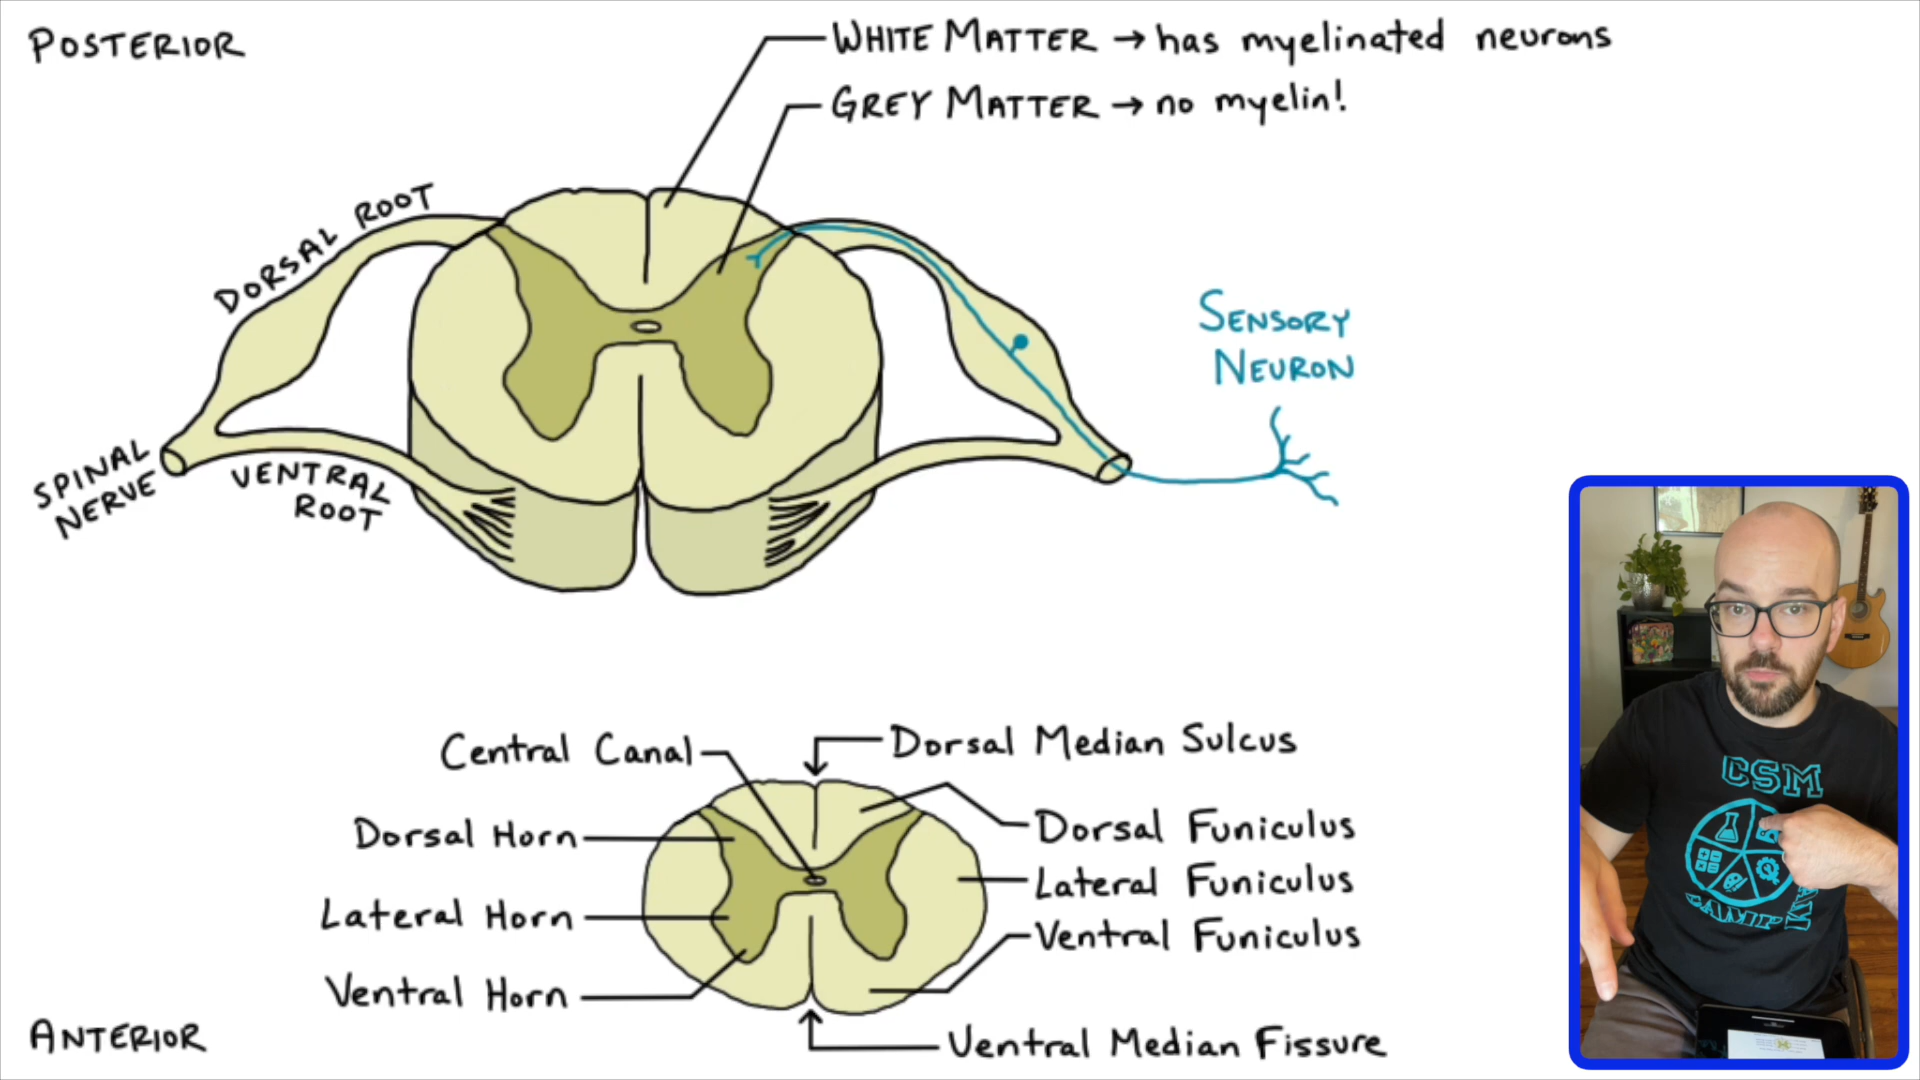 POSTERIOR
WHITE MATTER → has myelinated neurons
GREY MATTER → no myelin!
DORSAL ROOT
SENSORY
NEURON
SPINAL
NERVE
VENTRAL
ROOT
Central Canal
Dorsal Median Sulcus
Dorsal Horn
Dorsal Funiculus
Lateral Horn
Lateral Funiculus
Ventral Funiculus
Ventral Horn
ANTERIOR
Ventral Median Fissure
CSM
CAMP